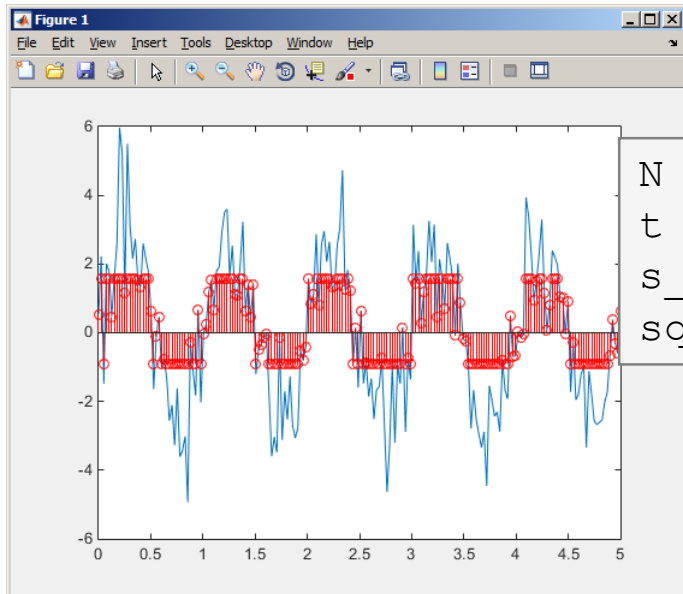 Figure 1
File Edit View Insert Tools Desktop Window Help
6
4
2
0
-2
-4
-6
0 0.5 1 1.5 2 2.5 3 3.5 4 4.5 5
N
t
s_
sq